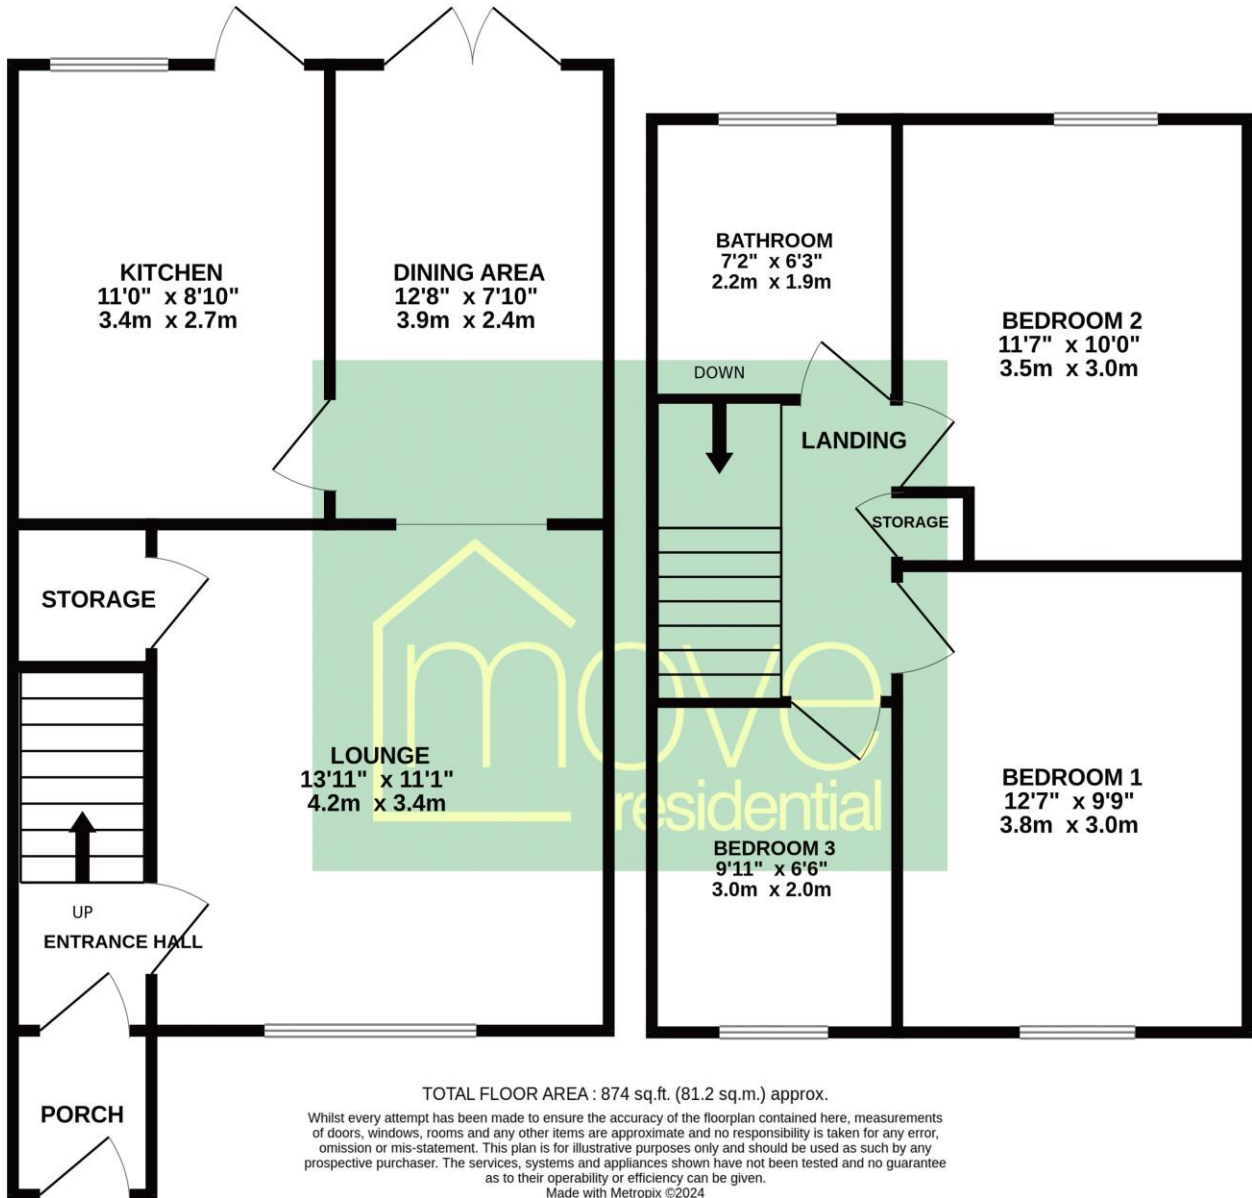 KITCHEN
11'0" x 8'10"
3.4m x 2.7m
DINING AREA
12'8" x 7'10"
3.9m x 2.4m
STORAGE
LOUNGE
13'11" x 11'1"
4.2m x 3.4m
UP
ENTRANCE HALL
PORCH
BATHROOM
7'2" x 6'3"
2.2m x 1.9m
BEDROOM 2
11'7" x 10'0"
3.5m x 3.0m
DOWN
LANDING
STORAGE
BEDROOM 1
12'7" x 9'9"
3.8m x 3.0m
BEDROOM 3
9'11" x 6'6"
3.0m x 2.0m
move
residential
TOTAL FLOOR AREA : 874 sq.ft. (81.2 sq.m.) approx.
Whilst every attempt has been made to ensure the accuracy of the floorplan contained here, measurements
of doors, windows, rooms and any other items are approximate and no responsibility is taken for any error,
omission or mis-statement. This plan is for illustrative purposes only and should be used as such by any
prospective purchaser. The services, systems and appliances shown have not been tested and no guarantee
as to their operability or efficiency can be given.
Made with Metropix ©2024